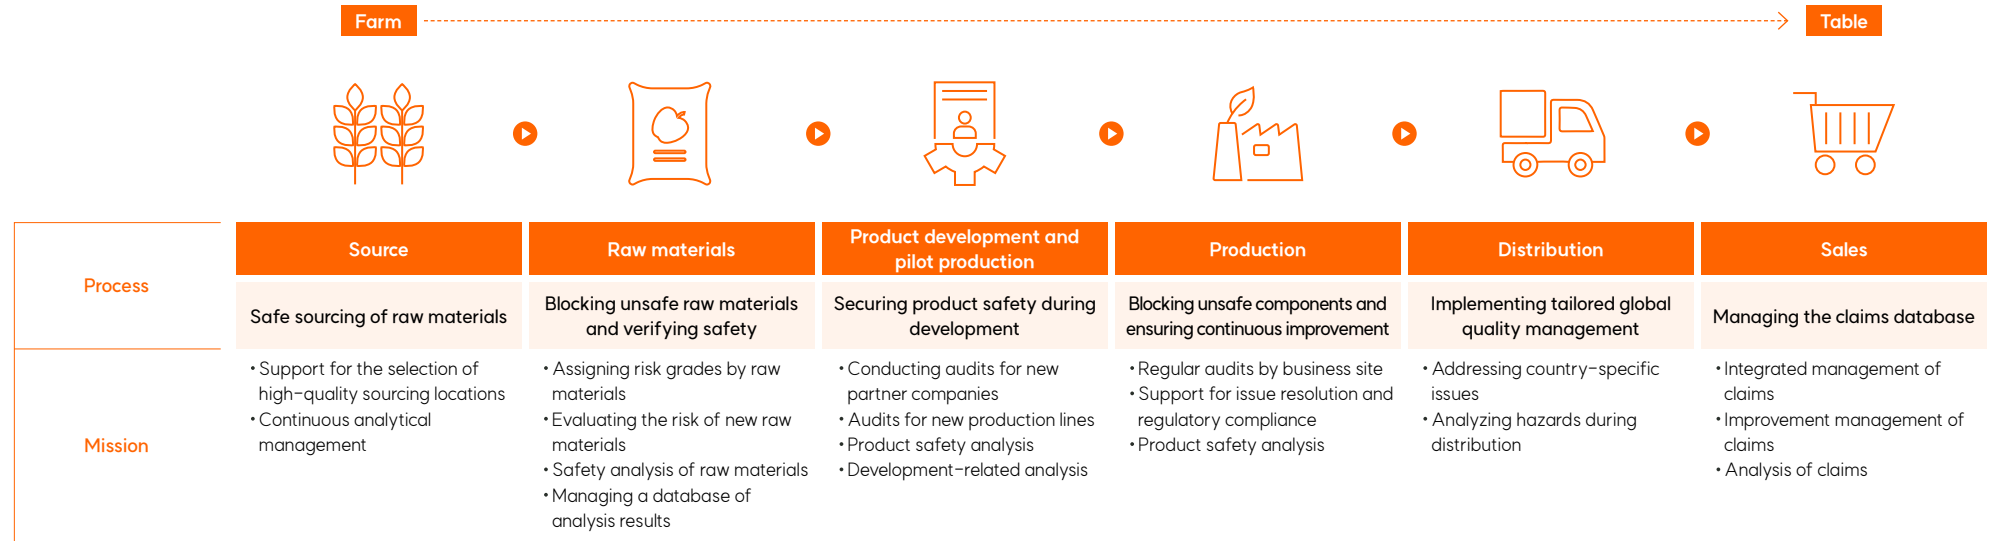 Farm
Table
Process
Source
Raw materials
Product development and
pilot production
Production
Distribution
Sales
Safe sourcing of raw materials
Blocking unsafe raw materials
and verifying safety
Securing product safety during
development
Blocking unsafe components and
ensuring continuous improvement
Implementing tailored global
quality management
Managing the claims database
Mission
• Support for the selection of
high-quality sourcing locations
• Continuous analytical
management
• Assigning risk grades by raw
materials
• Evaluating the risk of new raw
materials
• Safety analysis of raw materials
• Managing a database of
analysis results
• Conducting audits for new
partner companies
• Audits for new production lines
• Product safety analysis
• Development-related analysis
• Regular audits by business site
• Support for issue resolution and
regulatory compliance
• Product safety analysis
• Addressing country-specific
issues
• Analyzing hazards during
distribution
• Integrated management of
claims
• Improvement management of
claims
• Analysis of claims